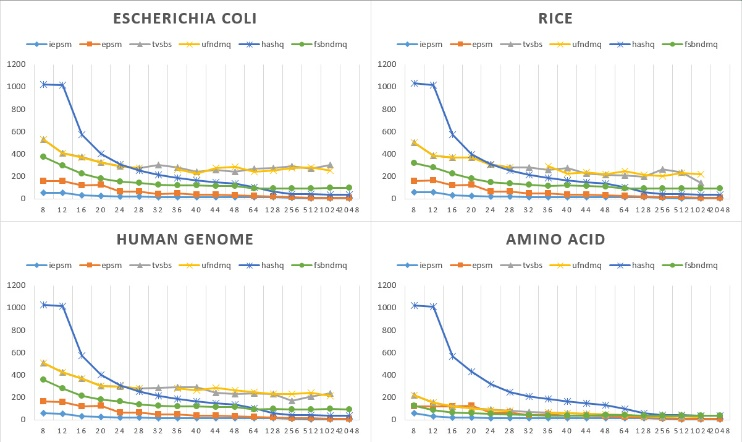 ESCHERICHIA COLI
iepsm epsm tvsbs ufndmq hashq fsbndmq
1200
1000
800
600
400
200
0
8 12 16 20 24 28 32 36 40 44 48 64 128 256 512 1024 2048
RICE
iepsm epsm tvsbs ufndmq hashq fsbndmq
1200
1000
800
600
400
200
0
8 12 16 20 24 28 32 36 40 44 48 64 128 256 512 1024 2048
HUMAN GENOME
iepsm epsm tvsbs ufndmq hashq fsbndmq
1200
1000
800
600
400
200
0
8 12 16 20 24 28 32 36 40 44 48 64 128 256 512 1024 2048
AMINO ACID
iepsm epsm tvsbs ufndmq hashq fsbndmq
1200
1000
800
600
400
200
0
8 12 16 20 24 28 32 36 40 44 48 64 128 256 512 1024 2048